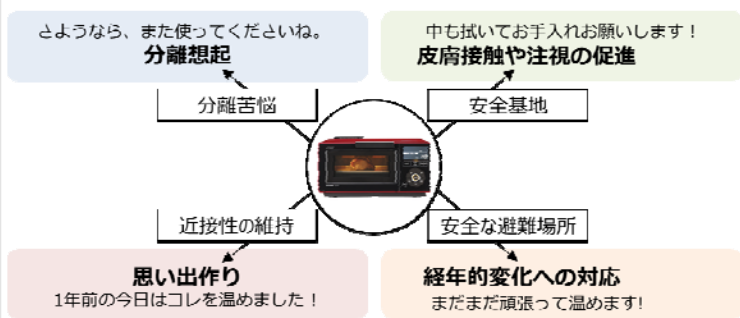 さようなら、また使ってくださいね。
分離想起
中も拭いてお手入れお願いします！
皮膚接触や注視の促進
分離苦悩
安全基地
近接性の維持
安全な避難場所
思い出作り
1年前の今日はコレを温めました！
経年的変化への対応
まだまだ頑張って温めます!